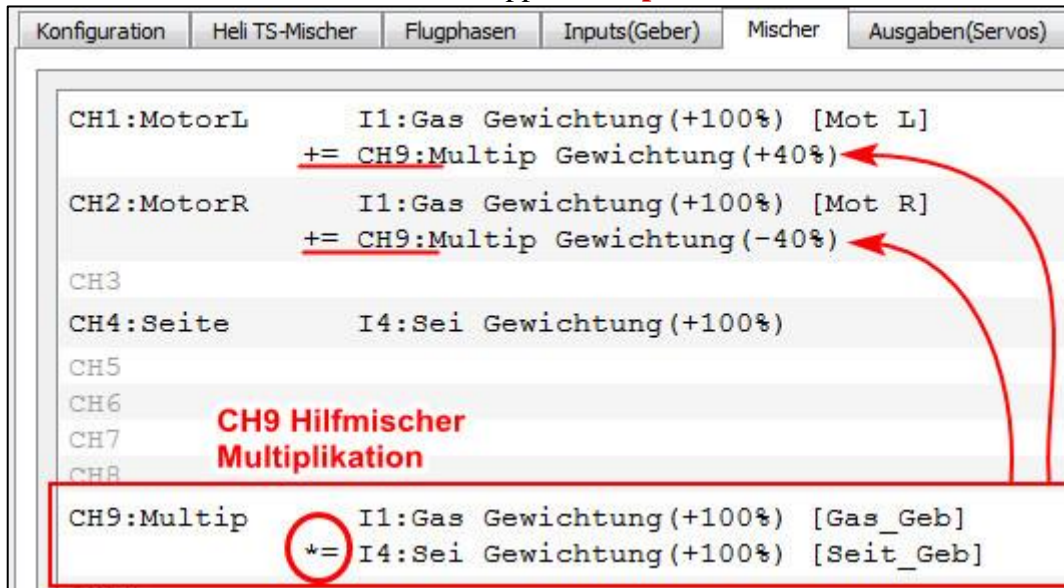 Konfiguration Heli TS-Mischer Flugphasen Inputs(Geber) Mischer Ausgaben(Servos)
CH1:MotorL I1:Gas Gewichtung(+100%) [Mot L]
+= CH9:Multip Gewichtung(+40%)
CH2:MotorR I1:Gas Gewichtung(+100%) [Mot R]
+= CH9:Multip Gewichtung(-40%)
CH3
CH4:Seite I4:Sei Gewichtung(+100%)
CH5
CH6
CH9 Hilfmischer
CH7
Multiplikation
CH8
CH9:Multip I1:Gas Gewichtung(+100%) [Gas_Geb]
*= I4:Sei Gewichtung(+100%) [Seit_Geb]